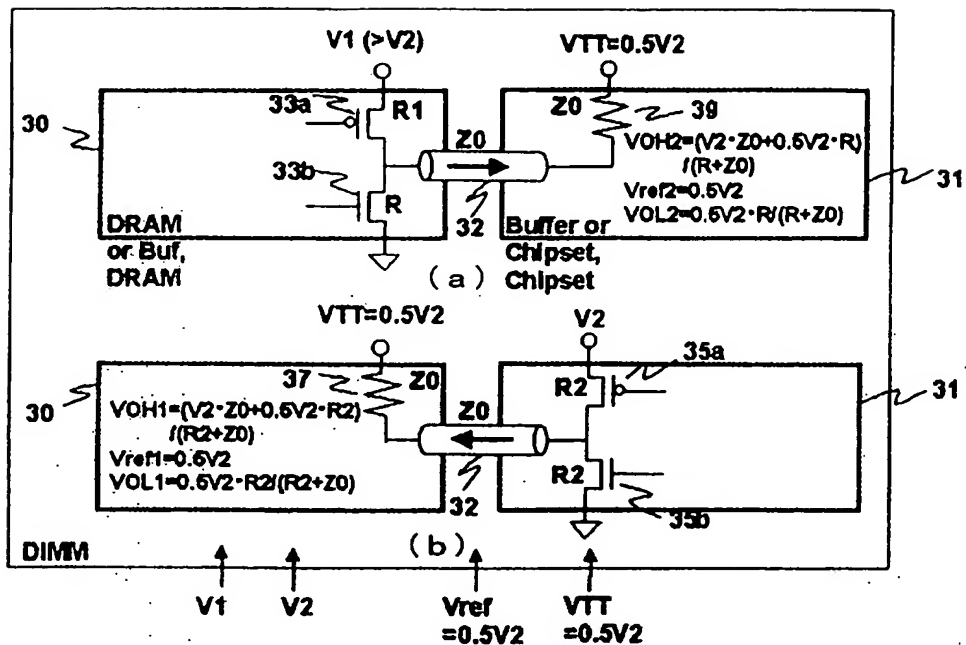 V1 (>V2)
VTT=0.5V2
33a
R1
Z0
39
30
Z0
VOH2=(V2·Z0+0.5V2·R)
/(R+Z0)
Vref2=0.5V2
VOL2=0.5V2·R/(R+Z0)
31
33b
R
32
DRAM
or Buf,
DRAM
Buffer or
Chipset,
Chipset
(a)
VTT=0.5V2
V2
37
Z0
35a
R2
30
VOH1=(V2·Z0+0.5V2·R2)
/(R2+Z0)
Vref1=0.5V2
VOL1=0.5V2·R2/(R2+Z0)
Z0
31
R2
32
35b
(b)
DIMM
V1
V2
Vref
=0.5V2
VTT
=0.5V2